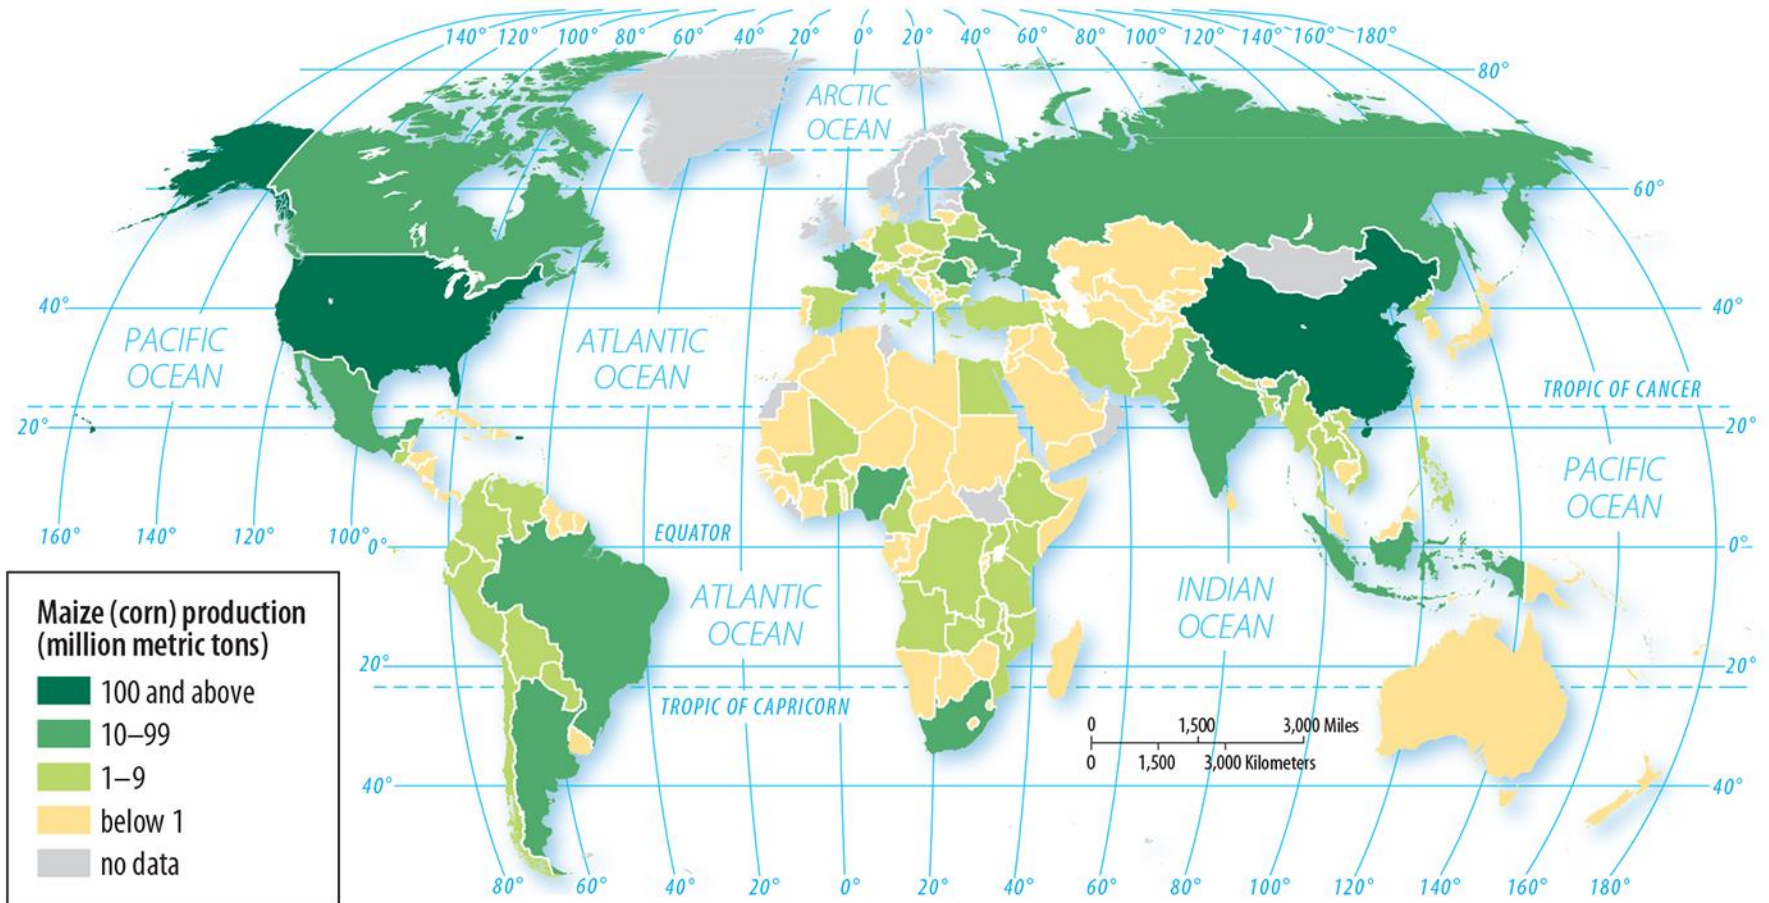 140° 120° 100° 80° 60° 40° 20° 0° 20° 40° 60° 80° 100° 120° 140° 160° 180°
80°
ARCTIC
OCEAN
60°
40°
40°
PACIFIC
OCEAN
ATLANTIC
OCEAN
TROPIC OF CANCER
20°
20°
PACIFIC
OCEAN
160° 140° 120° 100° 0°
EQUATOR
0°
ATLANTIC
OCEAN
INDIAN
OCEAN
20°
20°
TROPIC OF CAPRICORN
0 1,500 3,000 Miles
0 1,500 3,000 Kilometers
40°
40°
80° 60° 40° 20° 0° 20° 40° 60° 80° 100° 120° 140° 160° 180°
Maize (corn) production
(million metric tons)
100 and above
10–99
1–9
below 1
no data